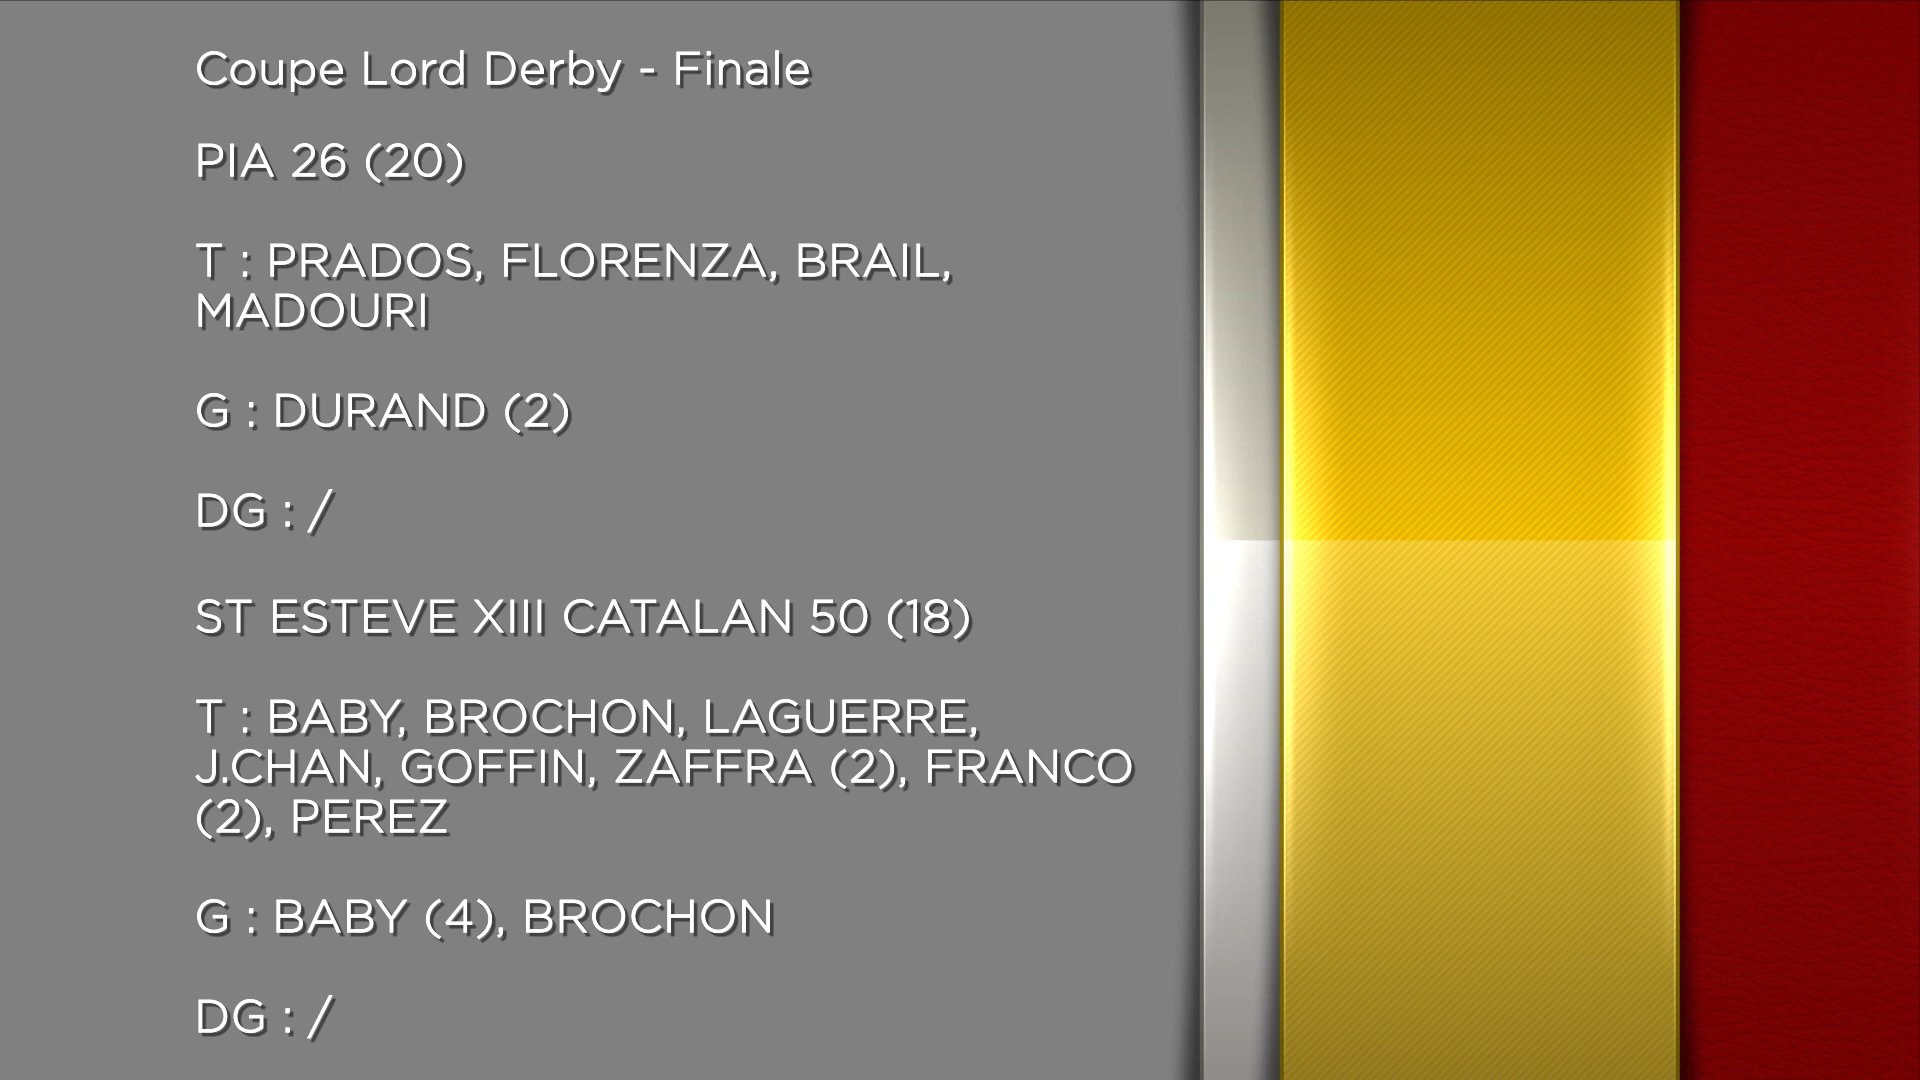 Coupe Lord Derby - Finale
PIA 26 (20)
T : PRADOS, FLORENZA, BRAIL,
MADOURI
G : DURAND (2)
DG : /
ST ESTEVE XIII CATALAN 50 (18)
T : BABY, BROCHON, LAGUERRE,
J.CHAN, GOFFIN, ZAFFRA (2), FRANCO
(2), PEREZ
G : BABY (4), BROCHON
DG : /